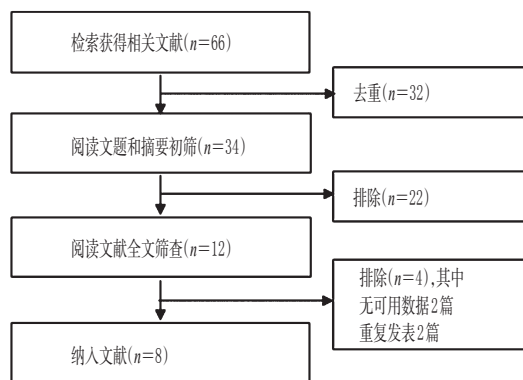 检索获得相关文献(n=66)
去重(n=32)
阅读文题和摘要初筛(n=34)
排除(n=22)
阅读文献全文筛查(n=12)
排除(n=4),其中
无可用数据2篇
重复发表2篇
纳入文献(n=8)